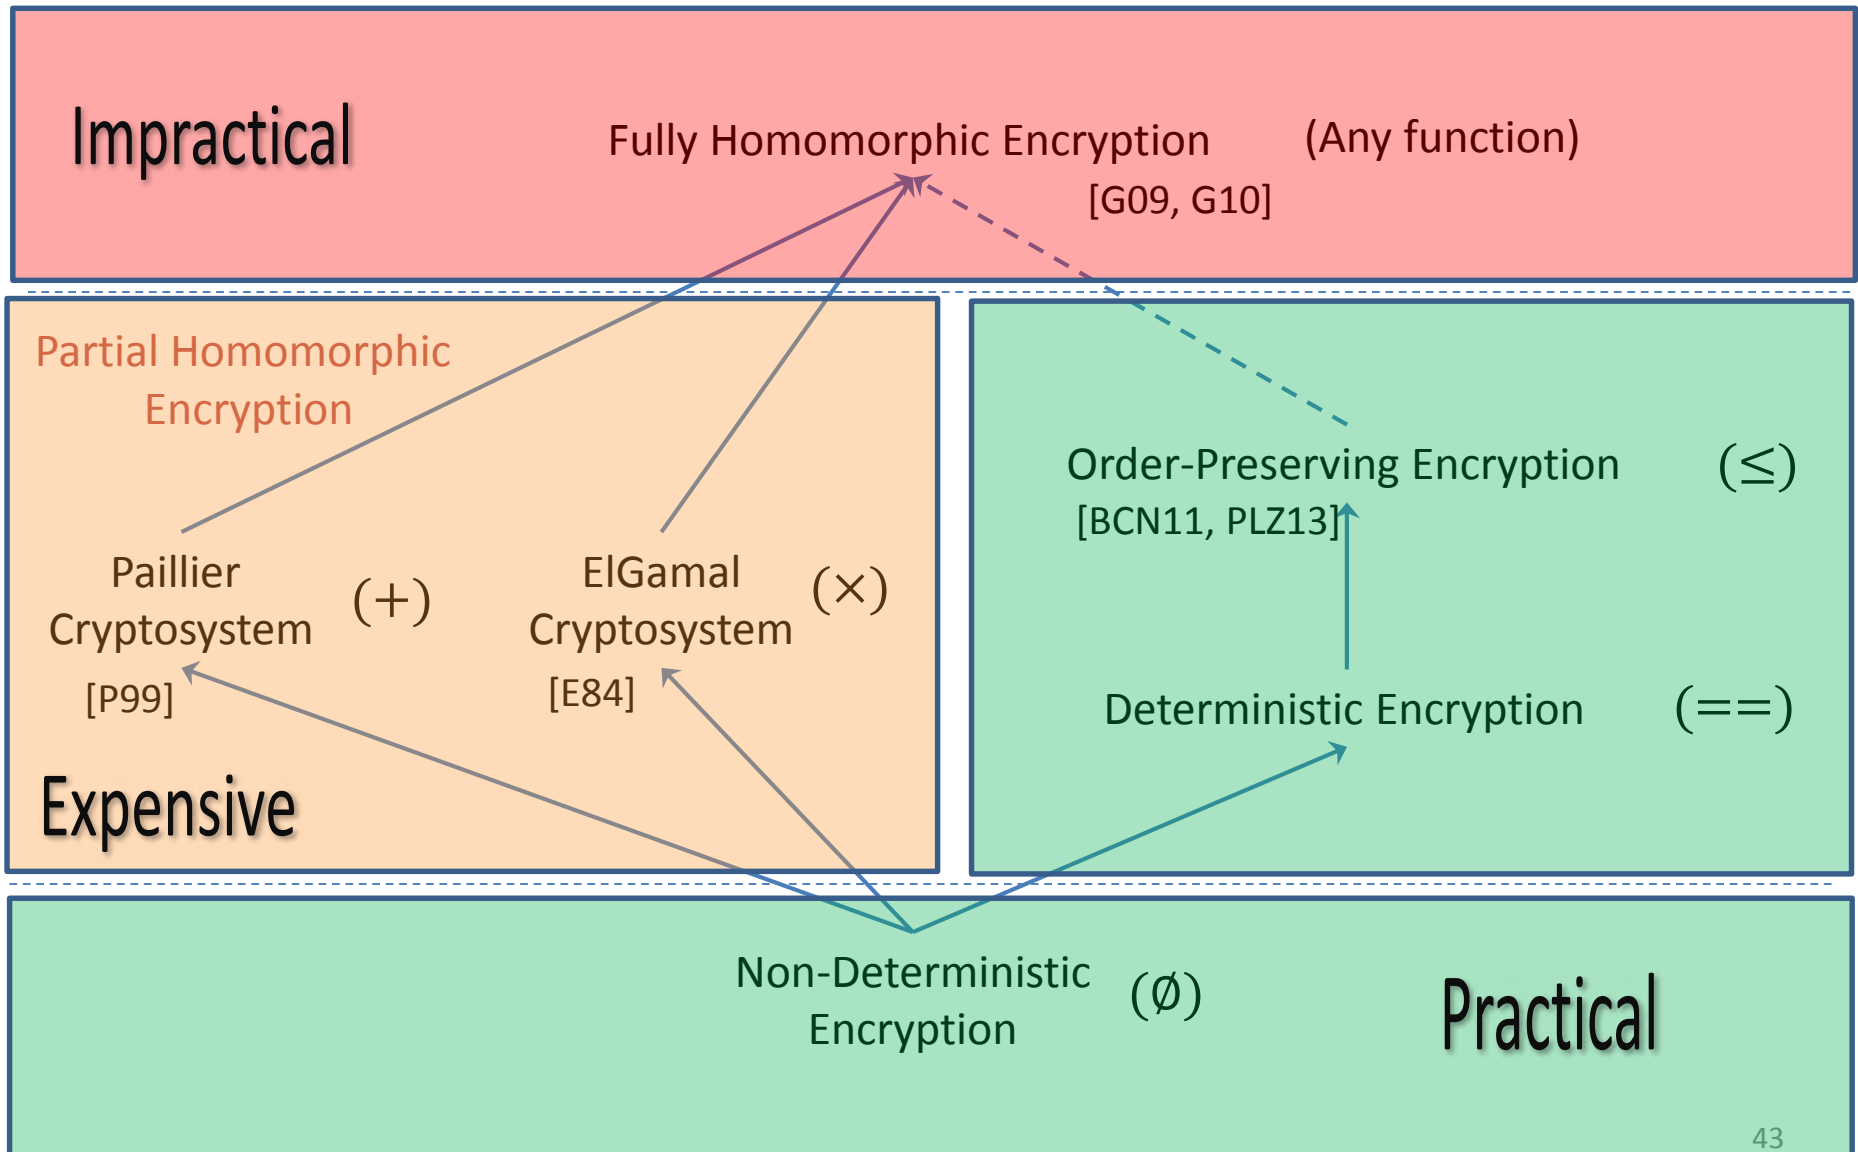 Impractical
Fully Homomorphic Encryption (Any function)
[G09, G10]
Partial Homomorphic
Encryption
Paillier
Cryptosystem (+)
[P99]
ElGamal
Cryptosystem (×)
[E84]
Expensive
Order-Preserving Encryption (≤)
[BCN11, PLZ13]
Deterministic Encryption (==)
Non-Deterministic
Encryption (∅)
Practical
43